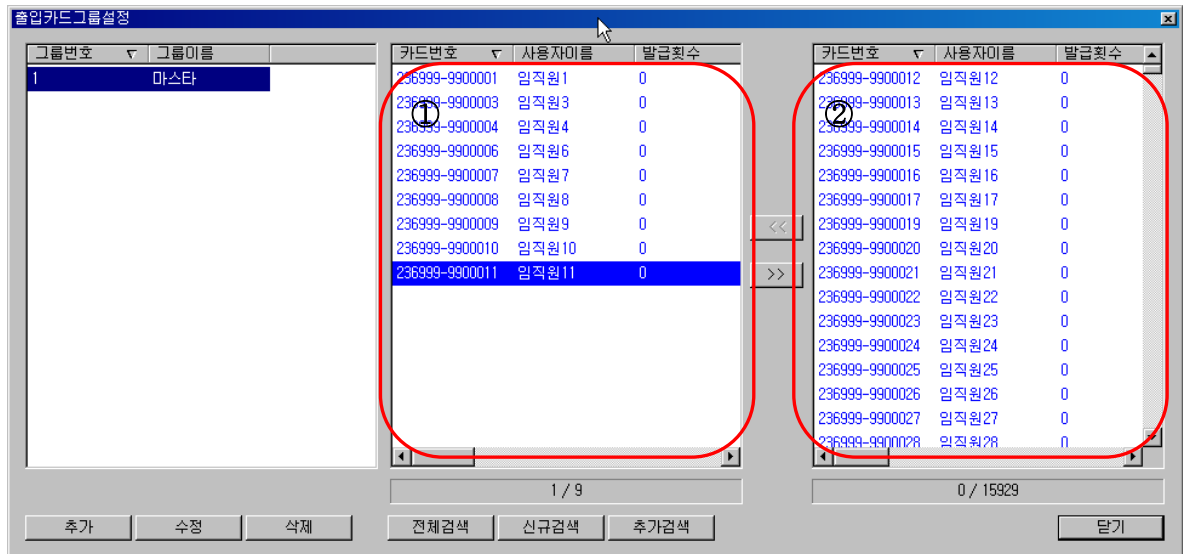 출입카드그룹설정
그룹번호 그룹이름
1 마스타
카드번호 사용자이름 발급횟수
236999-9900001 임직원1 0
236999-9900003 임직원3 0
①
236999-9900004 임직원4 0
236999-9900006 임직원6 0
236999-9900007 임직원7 0
236999-9900008 임직원8 0
236999-9900009 임직원9 0
236999-9900010 임직원10 0
236999-9900011 임직원11 0
<<
>>
카드번호 사용자이름 발급횟수
236999-9900012 임직원12 0
236999-9900013 임직원13 0
②
236999-9900014 임직원14 0
236999-9900015 임직원15 0
236999-9900016 임직원16 0
236999-9900017 임직원17 0
236999-9900019 임직원19 0
236999-9900020 임직원20 0
236999-9900021 임직원21 0
236999-9900022 임직원22 0
236999-9900023 임직원23 0
236999-9900024 임직원24 0
236999-9900025 임직원25 0
236999-9900026 임직원26 0
236999-9900027 임직원27 0
236999-9900028 임직원28 0
1 / 9
0 / 15929
추가 수정 삭제 전체검색 신규검색 추가검색 닫기